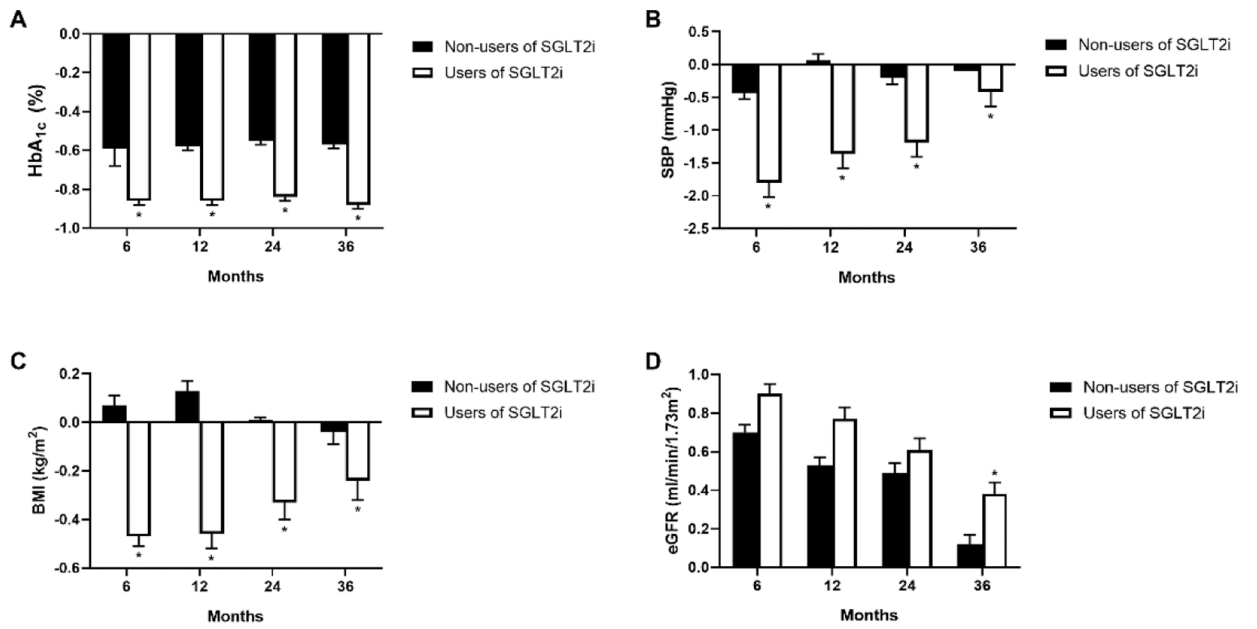 A
HbA1c (%)
0.0
-0.2
-0.4
-0.6
-0.8
-1.0
* * * *
6 12 24 36
Months
Non-users of SGLT2i
Users of SGLT2i
B
SBP (mmHg)
0.5
0.0
-0.5
-1.0
-1.5
-2.0
-2.5
* * * *
6 12 24 36
Months
Non-users of SGLT2i
Users of SGLT2i
C
BMI (kg/m2)
0.2
0.0
-0.2
-0.4
-0.6
* * * *
6 12 24 36
Months
Non-users of SGLT2i
Users of SGLT2i
D
eGFR (ml/min/1.73m2)
1.0
0.8
0.6
0.4
0.2
0.0
*
6 12 24 36
Months
Non-users of SGLT2i
Users of SGLT2i